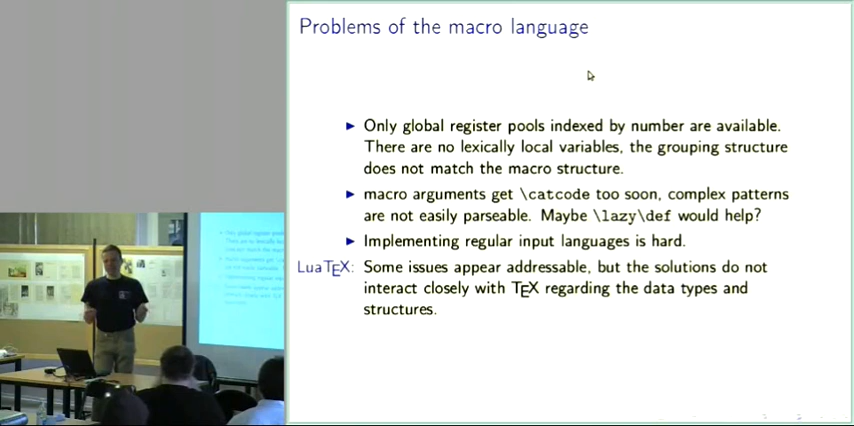 Problems of the macro language
▶ Only global register pools indexed by number are available.
There are no lexically local variables, the grouping structure
does not match the macro structure.
▶ macro arguments get \catcode too soon, complex patterns
are not easily parseable. Maybe \lazy\def would help?
▶ Implementing regular input languages is hard.
LuaTEX: Some issues appear addressable, but the solutions do not
interact closely with TEX regarding the data types and
structures.